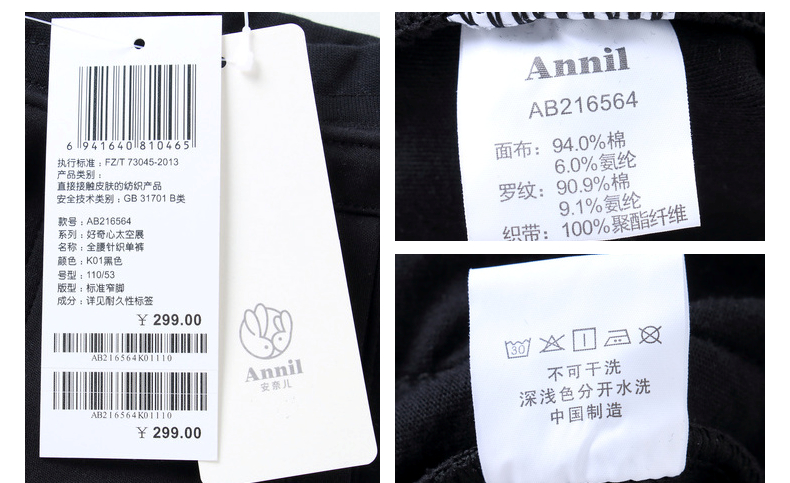 6 941640 810465
执行标准：FZ/T 73045-2013
产品类别：
直接接触皮肤的纺织产品
安全技术类别：GB 31701 B类
款号：AB216564
系列：好奇心太空展
名称：全腰针织单裤
颜色：K01黑色
号型：110/53
版型：标准窄脚
成分：详见耐久性标签
￥ 299.00
AB216564K01110
AB216564K01110
￥ 299.00
Annil
安奈儿
Annil
AB216564
面布：94.0%棉
6.0%氨纶
罗纹：90.9%棉
9.1%氨纶
织带：100%聚酯纤维
30
不可干洗
深浅色分开水洗
中国制造